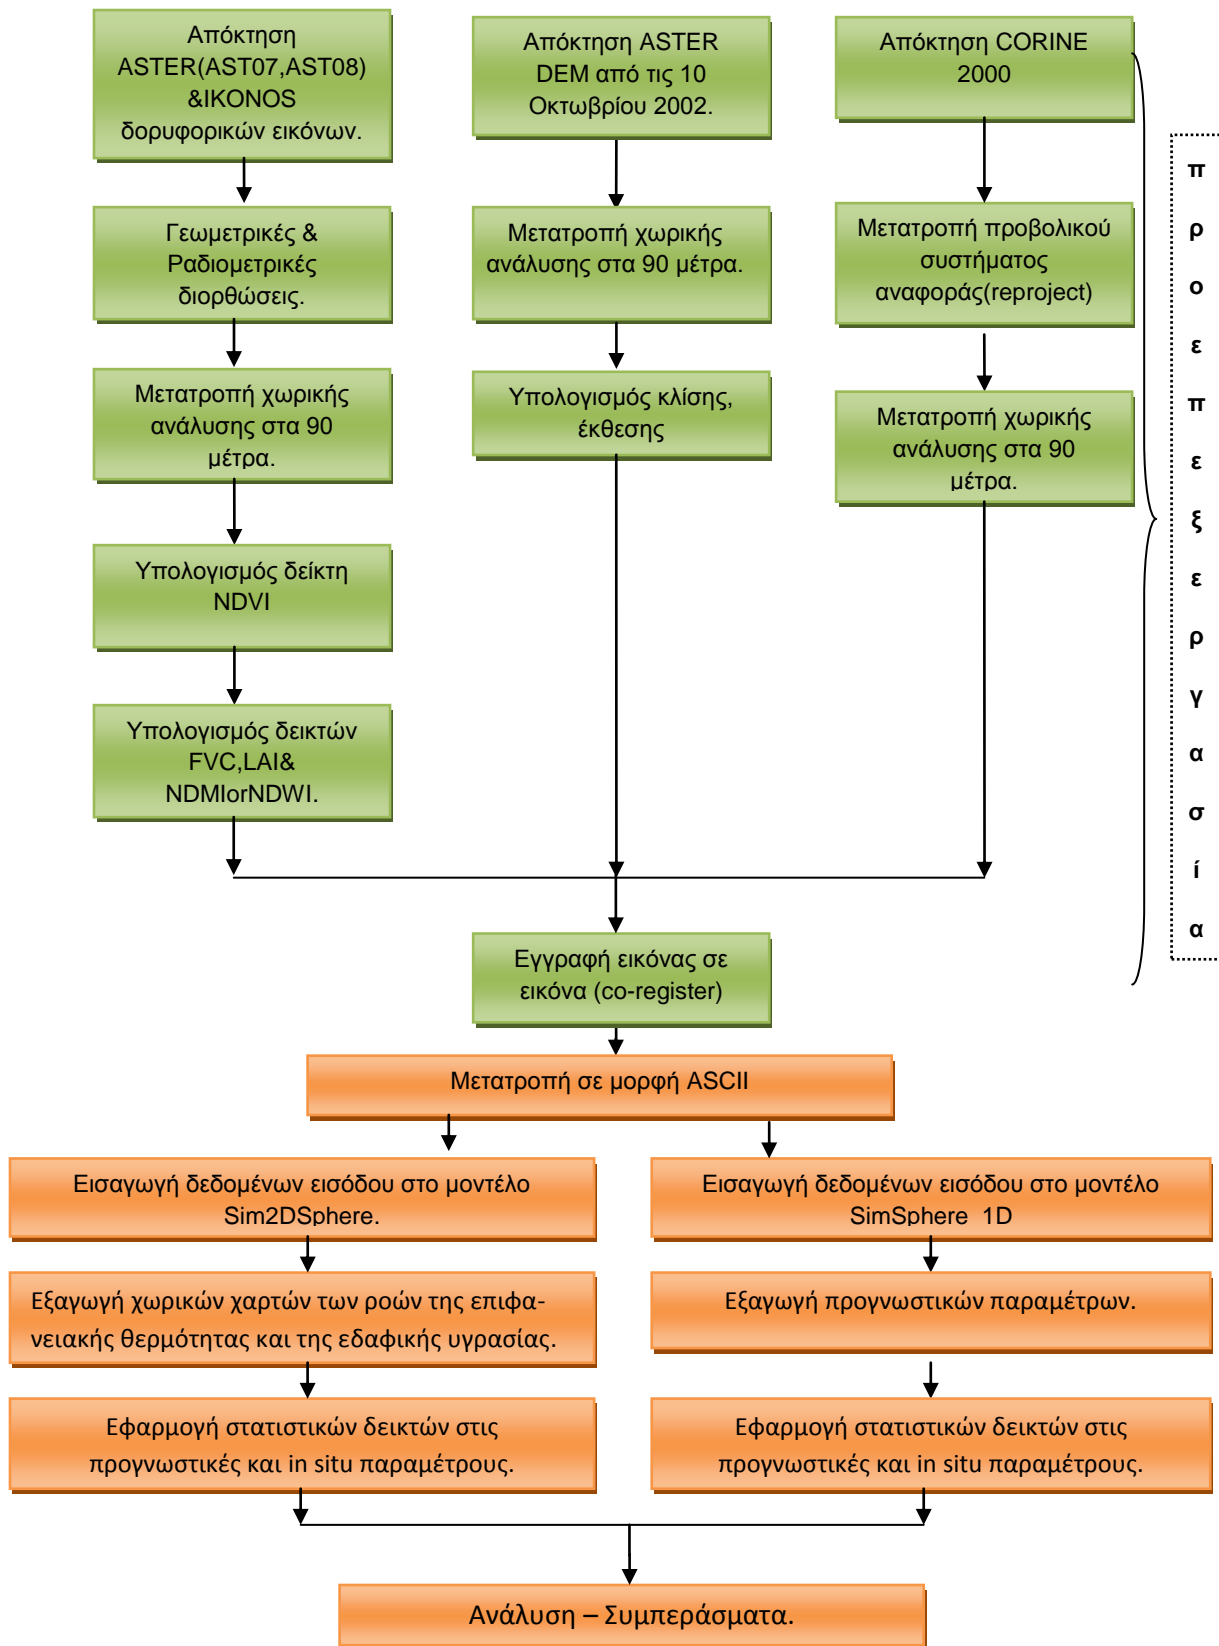 Απόκτηση
ASTER(AST07,AST08)
&IKONOS
δορυφορικών εικόνων.
Απόκτηση ASTER
DEM από τις 10
Οκτωβρίου 2002.
Απόκτηση CORINE
2000
Γεωμετρικές &
Ραδιομετρικές
διορθώσεις.
Μετατροπή χωρικής
ανάλυσης στα 90 μέτρα.
Μετατροπή προβολικού
συστήματος
αναφοράς(reproject)
Μετατροπή χωρικής
ανάλυσης στα 90
μέτρα.
Υπολογισμός κλίσης,
έκθεσης
Μετατροπή χωρικής
ανάλυσης στα 90
μέτρα.
Υπολογισμός δείκτη
NDVI
Υπολογισμός δεικτών
FVC,LAI&
NDMIorNDWI.
π
ρ
ο
ε
π
ε
ξ
ε
ρ
γ
α
σ
ί
α
Εγγραφή εικόνας σε
εικόνα (co-register)
Μετατροπή σε μορφή ASCII
Εισαγωγή δεδομένων εισόδου στο μοντέλο
Sim2DSphere.
Εισαγωγή δεδομένων εισόδου στο μοντέλο
SimSphere 1D
Εξαγωγή χωρικών χαρτών των ροών της επιφα-
νειακής θερμότητας και της εδαφικής υγρασίας.
Εξαγωγή προγνωστικών παραμέτρων.
Εφαρμογή στατιστικών δεικτών στις
προγνωστικές και in situ παραμέτρους.
Εφαρμογή στατιστικών δεικτών στις
προγνωστικές και in situ παραμέτρους.
Ανάλυση – Συμπεράσματα.